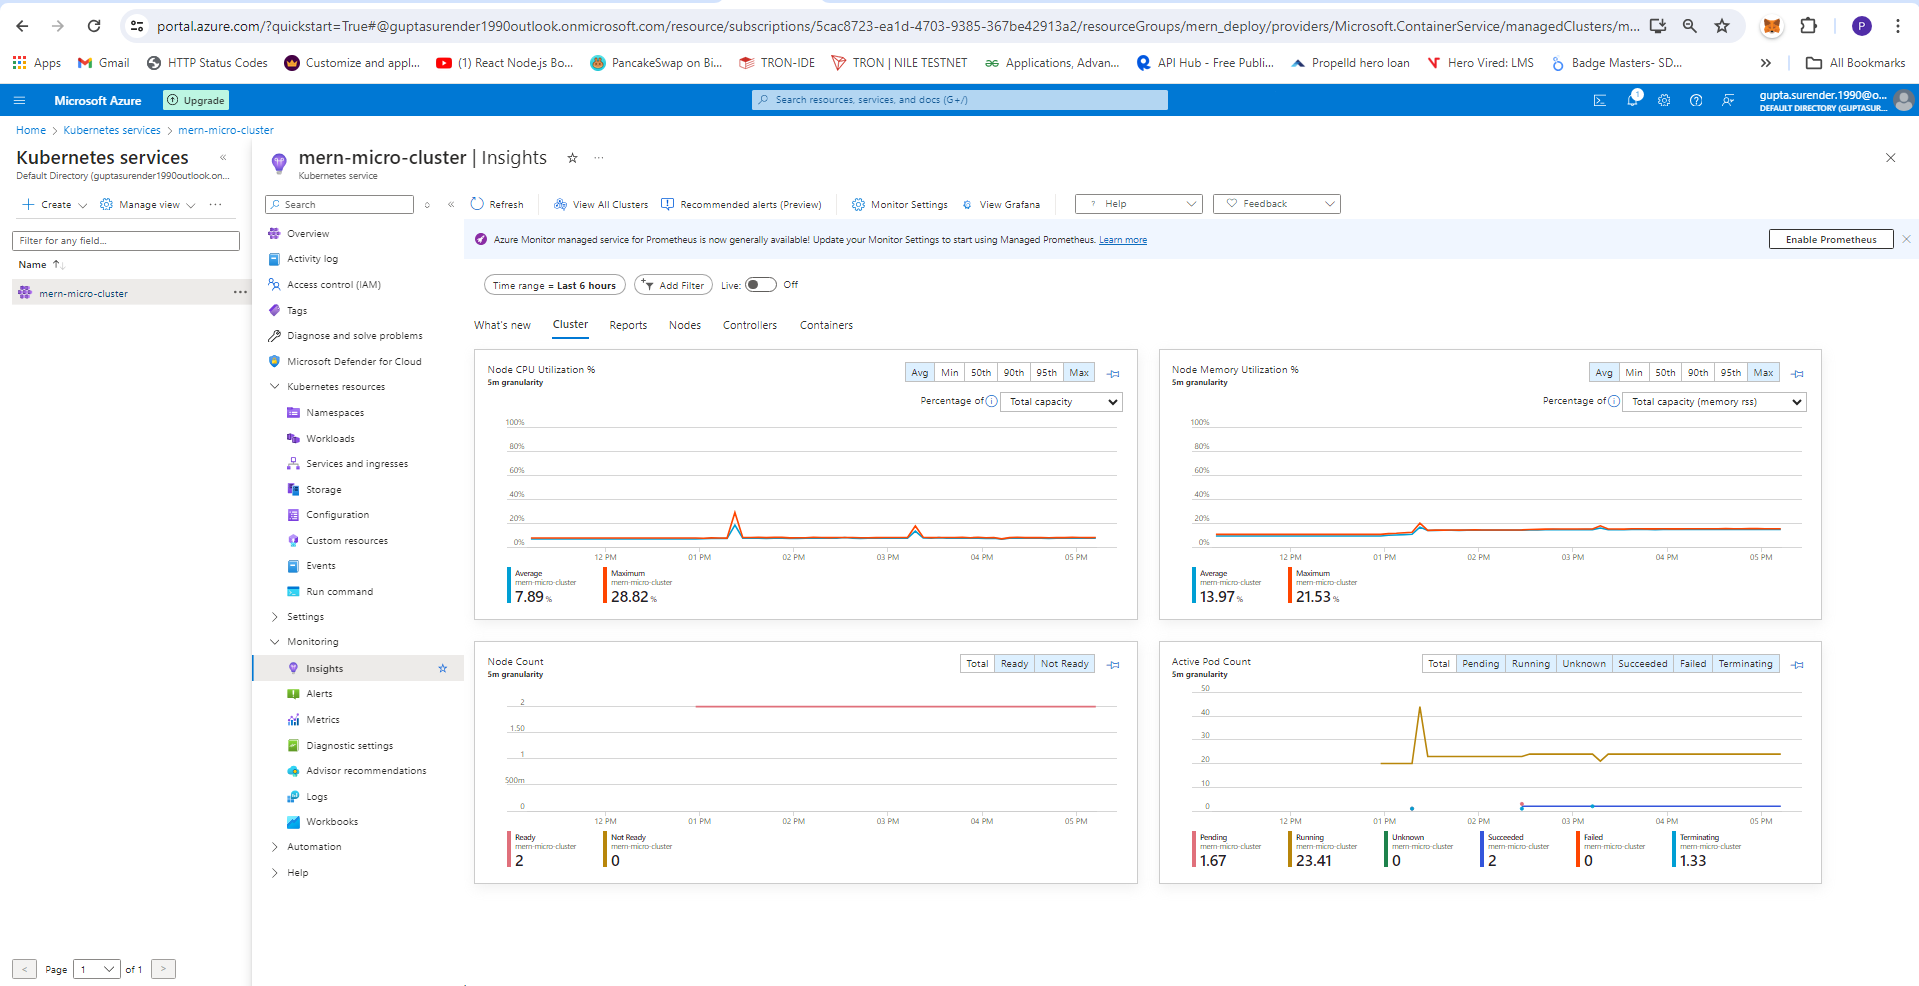 portal.azure.com/?quickstart=True#@guptasurender1990outlook.onmicrosoft.com/resource/subscriptions/5cac8723-ea1d-4703-9385-367be42913a2/resourceGroups/mern_deploy/providers/Microsoft.ContainerService/managedClusters/m...
P
Apps
Gmail
HTTP Status Codes
Customize and appl...
(1) React Node.js Bo...
PancakeSwap on Bi...
TRON-IDE
TRON | NILE TESTNET
Applications, Advan...
API Hub - Free Publi...
Propelld hero loan
Hero Vired: LMS
Badge Masters- SD...
All Bookmarks
Microsoft Azure
Upgrade
Search resources, services, and docs (G+/)
1
gupta.surender.1990@o...
DEFAULT DIRECTORY (GUPTASUR...
Home > Kubernetes services > mern-micro-cluster
Kubernetes services
Default Directory (guptasurender1990outlook.on...
Create
Manage view
Filter for any field...
Name
mern-micro-cluster
Page 1 of 1
mern-micro-cluster | Insights
Kubernetes service
Search
Overview
Activity log
Access control (IAM)
Tags
Diagnose and solve problems
Microsoft Defender for Cloud
Kubernetes resources
Namespaces
Workloads
Services and ingresses
Storage
Configuration
Custom resources
Events
Run command
Settings
Monitoring
Insights
Alerts
Metrics
Diagnostic settings
Advisor recommendations
Logs
Workbooks
Automation
Help
Refresh
View All Clusters
Recommended alerts (Preview)
Monitor Settings
View Grafana
? Help
Feedback
Azure Monitor managed service for Prometheus is now generally available! Update your Monitor Settings to start using Managed Prometheus. Learn more
Enable Prometheus
Time range = Last 6 hours
Add Filter
Live: Off
What's new
Cluster
Reports
Nodes
Controllers
Containers
Node CPU Utilization %
5m granularity
Avg Min 50th 90th 95th Max
Percentage of Total capacity
100%
80%
60%
40%
20%
0%
12 PM 01 PM 02 PM 03 PM 04 PM 05 PM
Average
mern-micro-cluster
7.89 %
Maximum
mern-micro-cluster
28.82 %
Node Memory Utilization %
5m granularity
Avg Min 50th 90th 95th Max
Percentage of Total capacity (memory rss)
100%
80%
60%
40%
20%
0%
12 PM 01 PM 02 PM 03 PM 04 PM 05 PM
Average
mern-micro-cluster
13.97 %
Maximum
mern-micro-cluster
21.53 %
Node Count
5m granularity
Total Ready Not Ready
2
1.50
1
500m
0
12 PM 01 PM 02 PM 03 PM 04 PM 05 PM
Ready
mern-micro-cluster
2
Not Ready
mern-micro-cluster
0
Active Pod Count
5m granularity
Total Pending Running Unknown Succeeded Failed Terminating
50
40
30
20
10
0
12 PM 01 PM 02 PM 03 PM 04 PM 05 PM
Pending
mern-micro-cluster
1.67
Running
mern-micro-cluster
23.41
Unknown
mern-micro-cluster
0
Succeeded
mern-micro-cluster
2
Failed
mern-micro-cluster
0
Terminating
mern-micro-cluster
1.33